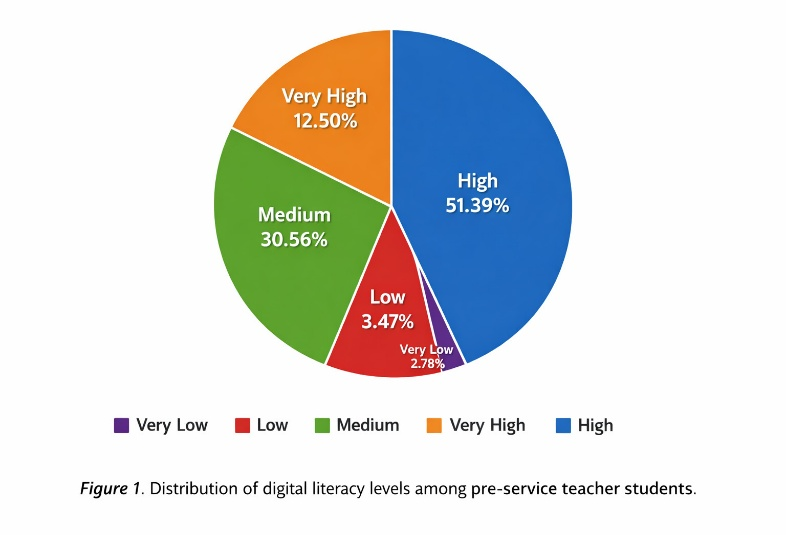 Very High
12.50%
High
51.39%
Medium
30.56%
Low
3.47%
Very Low
2.78%
Very Low Low Medium Very High High
Figure 1. Distribution of digital literacy levels among pre-service teacher students.